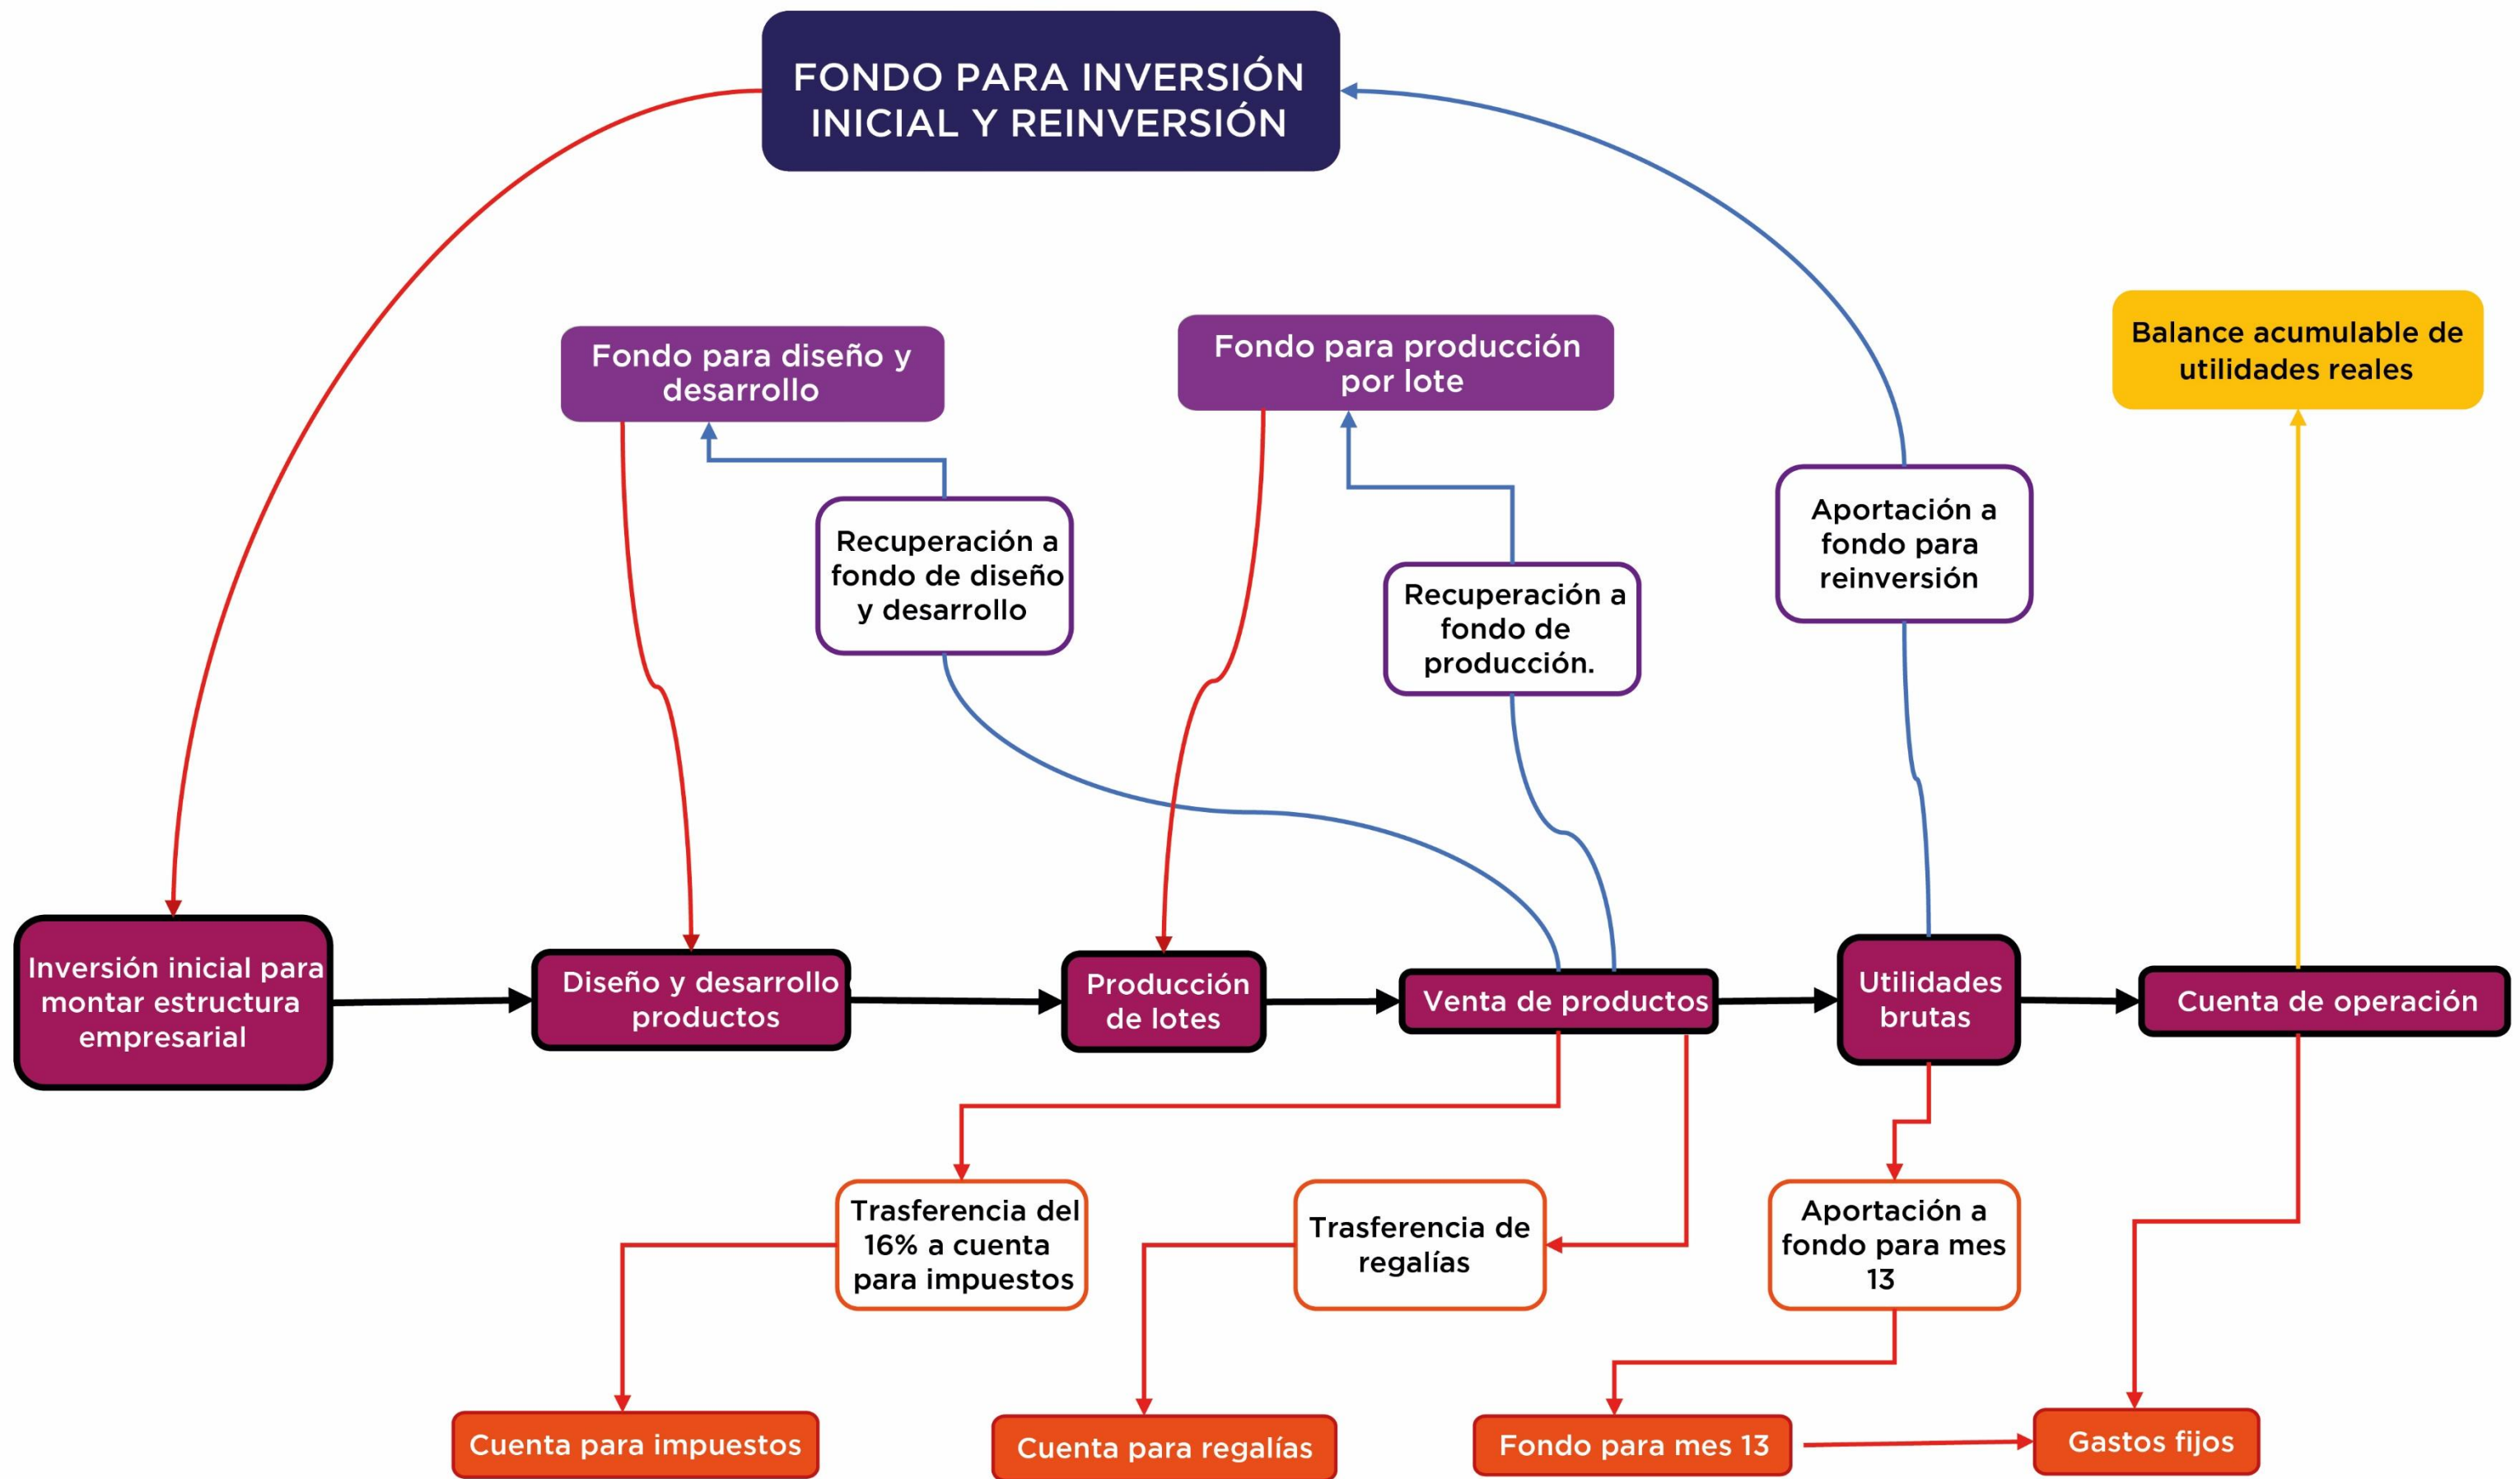 FONDO PARA INVERSIÓN
INICIAL Y REINVERSIÓN
Fondo para diseño y
desarrollo
Fondo para producción
por lote
Balance acumulable de
utilidades reales
Recuperación a
fondo de diseño
y desarrollo
Recuperación a
fondo de
producción.
Aportación a
fondo para
reinversión
Inversión inicial para
montar estructura
empresarial
Diseño y desarrollo
productos
Producción
de lotes
Venta de productos
Utilidades
brutas
Cuenta de operación
Trasferencia del
16% a cuenta
para impuestos
Trasferencia de
regalías
Aportación a
fondo para mes
13
Cuenta para impuestos
Cuenta para regalías
Fondo para mes 13
Gastos fijos